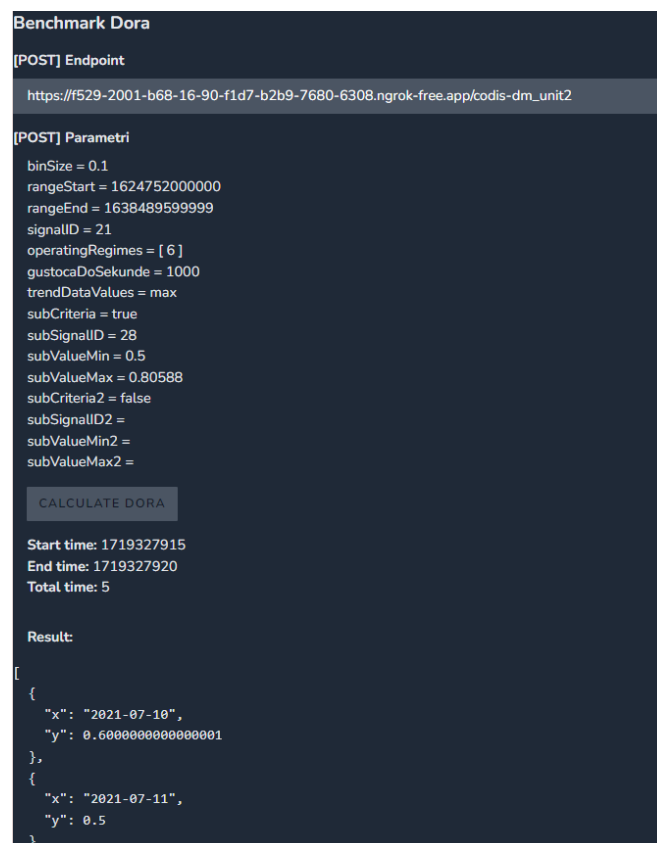 Benchmark Dora
[POST] Endpoint
https://f529-2001-b68-16-90-f1d7-b2b9-7680-6308.ngrok-free.app/codis-dm_unit2
[POST] Parametri
binSize = 0.1
rangeStart = 1624752000000
rangeEnd = 1638489599999
signalID = 21
operatingRegimes = [ 6 ]
gustocaDoSekunde = 1000
trendDataValues = max
subCriteria = true
subSignalID = 28
subValueMin = 0.5
subValueMax = 0.80588
subCriteria2 = false
subSignalID2 =
subValueMin2 =
subValueMax2 =
CALCULATE DORA
Start time: 1719327915
End time: 1719327920
Total time: 5
Result:
[
{
"x": "2021-07-10",
"y": 0.6000000000000001
},
{
"x": "2021-07-11",
"y": 0.5
}